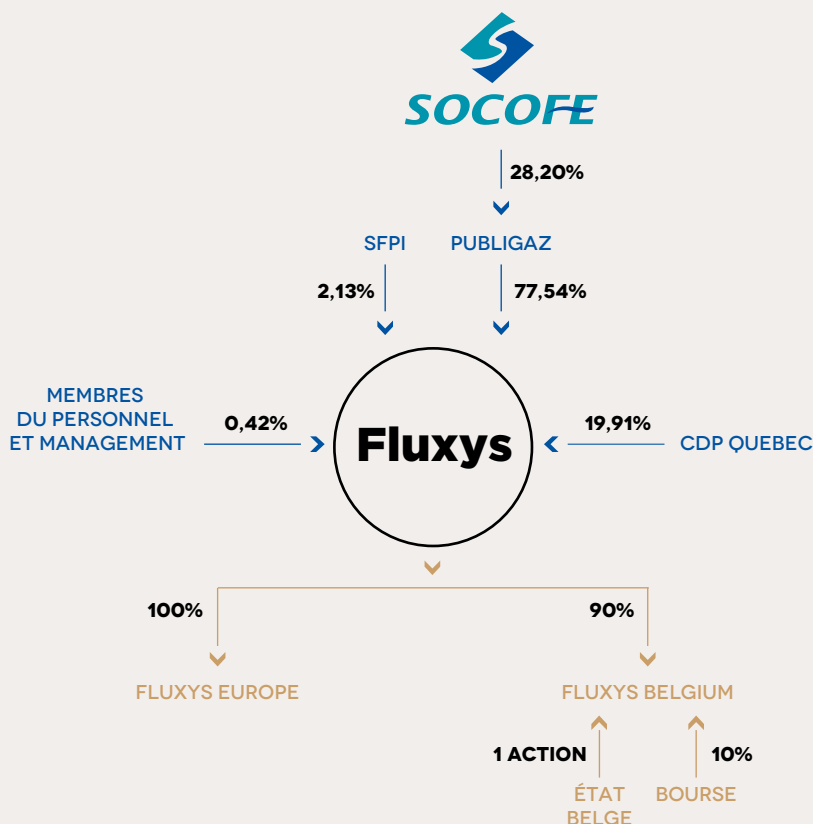 SOCOFE
28,20%
SFPI
PUBLIGAZ
2,13%
77,54%
MEMBRES
DU PERSONNEL
ET MANAGEMENT
0,42%
Fluxys
19,91%
CDP QUEBEC
100%
90%
FLUXYS EUROPE
FLUXYS BELGIUM
1 ACTION
10%
ÉTAT
BELGE
BOURSE